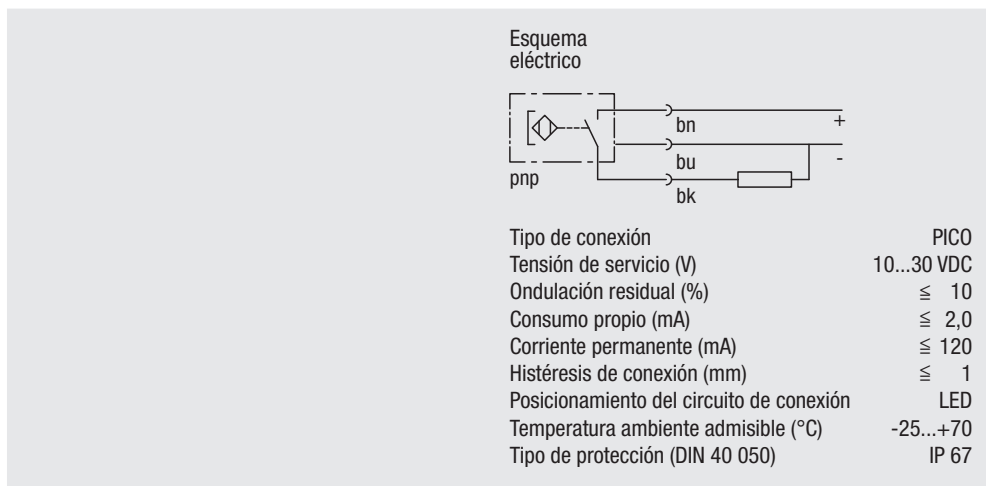 Esquema
eléctrico
bn
+
bu
-
pnp
bk
Tipo de conexión PICO
Tensión de servicio (V) 10...30 VDC
Ondulación residual (%) ≦ 10
Consumo propio (mA) ≦ 2,0
Corriente permanente (mA) ≦ 120
Histéresis de conexión (mm) ≦ 1
Posicionamiento del circuito de conexión LED
Temperatura ambiente admisible (°C) -25...+70
Tipo de protección (DIN 40 050) IP 67